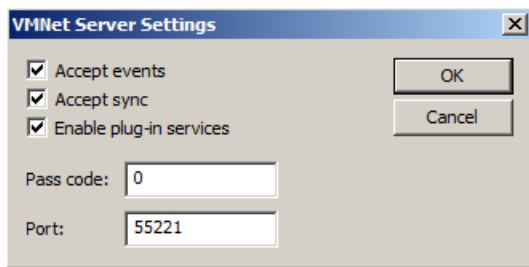 VMNet Server Settings
Accept events
OK
Accept sync
Cancel
Enable plug-in services
Pass code: 0
Port: 55221